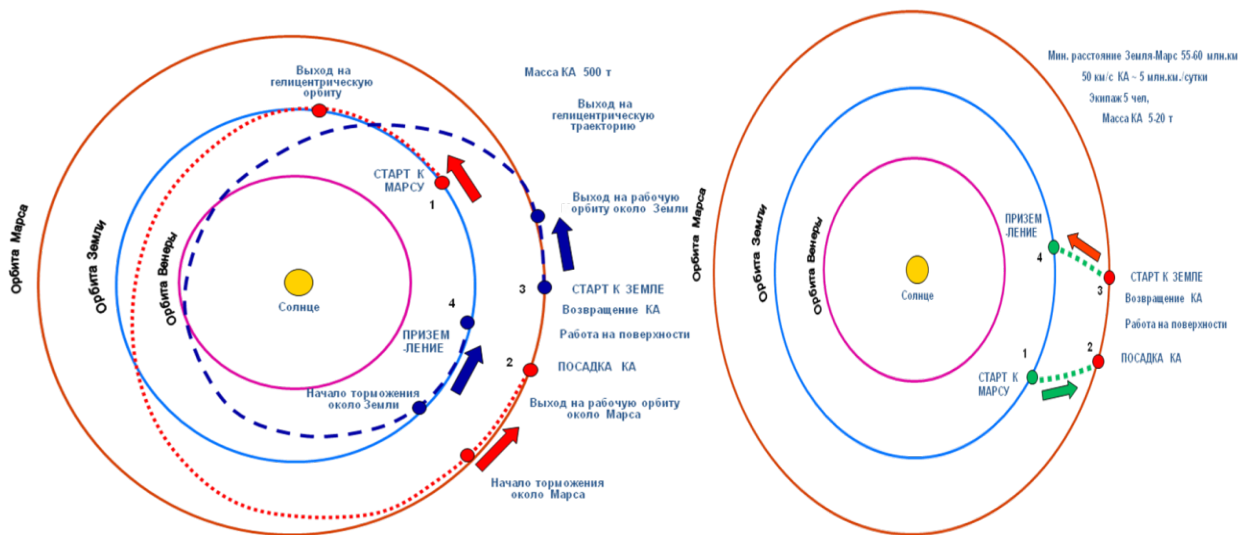 Выход на
гелицентрическую
орбиту
Масса КА 500 т
Выход на
гелицентрическую
траекторию
СТАРТ К
МАРСУ
1
Выход на рабочую
орбиту около Земли
Орбита Марса
Орбита Земли
Орбита Венеры
Солнце
3
СТАРТ К ЗЕМЛЕ
Возвращение КА
4
ПРИЗЕМ
-ЛЕНИЕ
Работа на поверхности
2
ПОСАДКА КА
Начало торможения
около Земли
Выход на рабочую орбиту
около Марса
Начало торможения
около Марса
Мин. расстояние Земля-Марс 55-60 млн.км
50 км/с КА ~ 5 млн.км./сутки
Экипаж 5 чел,
Масса КА 5-20 т
Орбита Марса
Орбита Земли
Орбита Венеры
Солнце
ПРИЗЕМ
-ЛЕНИЕ
4
СТАРТ К ЗЕМЛЕ
3
Возвращение КА
Работа на поверхности
1
2
ПОСАДКА КА
СТАРТ К
МАРСУ